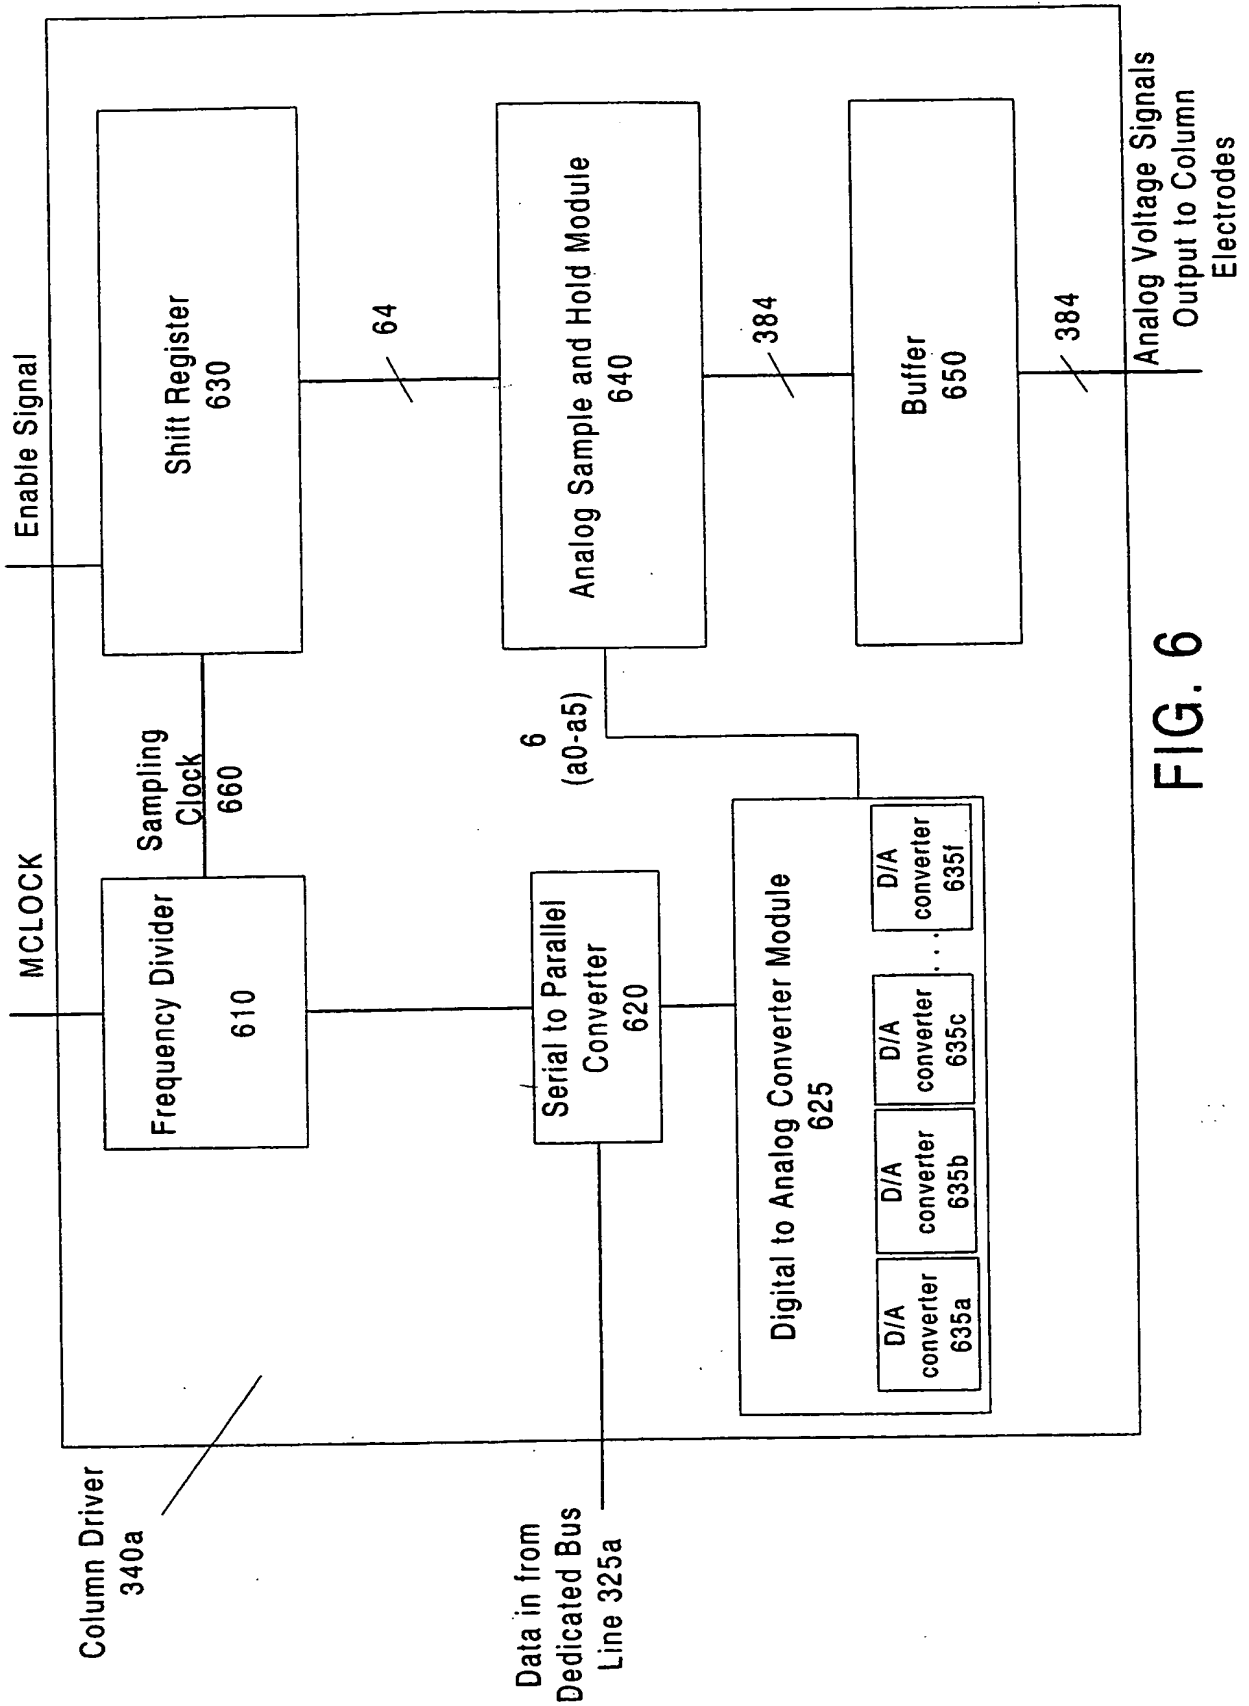 Column Driver
340a
MCLOCK
Enable Signal
Frequency Divider
610
Sampling
Clock
660
Shift Register
630
64
Data in from
Dedicated Bus
Line 325a
Serial to Parallel
Converter
620
6
(a0-a5)
Analog Sample and Hold Module
640
384
Digital to Analog Converter Module
625
D/A
converter
635a
D/A
converter
635b
D/A
converter
635c
...
D/A
converter
635f
Buffer
650
384
Analog Voltage Signals
Output to Column
Electrodes
FIG. 6